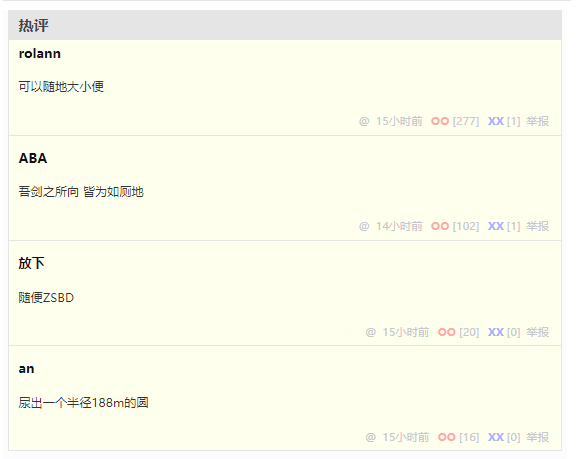 热评
rolann
可以随地大小便
@ 15小时前 OO [277] XX [1] 举报
ABA
吾剑之所向 皆为如厕地
@ 14小时前 OO [102] XX [1] 举报
放下
随便ZSBD
@ 15小时前 OO [20] XX [0] 举报
an
尿出一个半径188m的圆
@ 15小时前 OO [16] XX [0] 举报